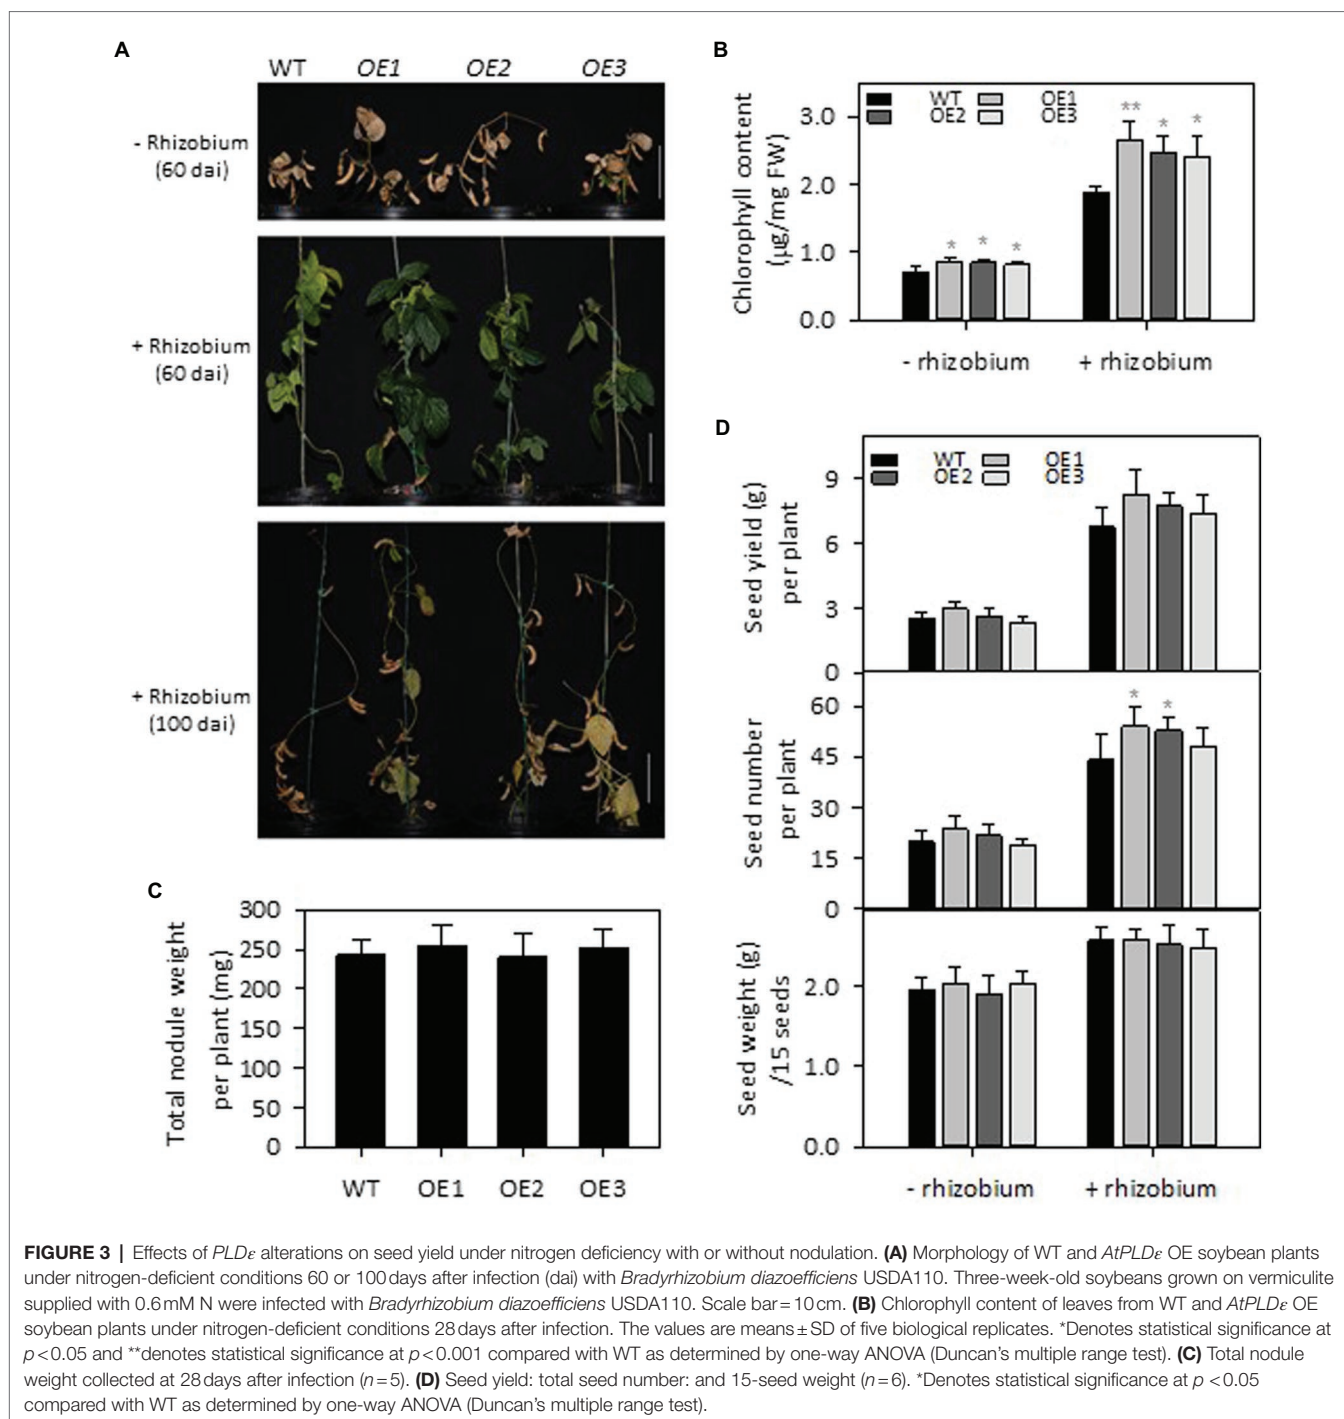 A
WT OE1 OE2 OE3
- Rhizobium
(60 dai)
+ Rhizobium
(60 dai)
+ Rhizobium
(100 dai)
B
Chlorophyll content
(µg/mg FW)
3.0
2.0
1.0
0.0
WT OE1
OE2 OE3
* * * ** * *
- rhizobium + rhizobium
C
Total nodule weight
per plant (mg)
300
250
200
150
100
50
0
WT OE1 OE2 OE3
D
Seed yield (g)
per plant
9
6
3
0
WT OE1
OE2 OE3
Seed number
per plant
60
45
30
15
0
* *
Seed weight (g)
/15 seeds
0
2.0
1.0
0.0
- rhizobium + rhizobium
FIGURE 3 | Effects of PLDε alterations on seed yield under nitrogen deficiency with or without nodulation. (A) Morphology of WT and AtPLDε OE soybean plants
under nitrogen-deficient conditions 60 or 100 days after infection (dai) with Bradyrhizobium diazoefficiens USDA110. Three-week-old soybeans grown on vermiculite
supplied with 0.6 mM N were infected with Bradyrhizobium diazoefficiens USDA110. Scale bar = 10 cm. (B) Chlorophyll content of leaves from WT and AtPLDε OE
soybean plants under nitrogen-deficient conditions 28 days after infection. The values are means ± SD of five biological replicates. *Denotes statistical significance at
p < 0.05 and **denotes statistical significance at p < 0.001 compared with WT as determined by one-way ANOVA (Duncan's multiple range test). (C) Total nodule
weight collected at 28 days after infection (n = 5). (D) Seed yield: total seed number: and 15-seed weight (n = 6). *Denotes statistical significance at p < 0.05
compared with WT as determined by one-way ANOVA (Duncan's multiple range test).